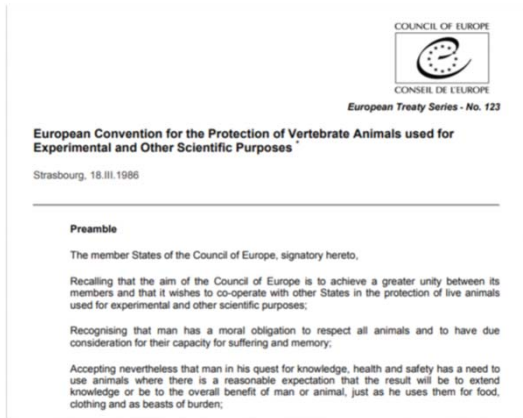 COUNCIL OF EUROPE
CONSEIL DE L'EUROPE
European Treaty Series - No. 123
European Convention for the Protection of Vertebrate Animals used for
Experimental and Other Scientific Purposes *
Strasbourg, 18.III.1986
Preamble
The member States of the Council of Europe, signatory hereto,
Recalling that the aim of the Council of Europe is to achieve a greater unity between its
members and that it wishes to co-operate with other States in the protection of live animals
used for experimental and other scientific purposes;
Recognising that man has a moral obligation to respect all animals and to have due
consideration for their capacity for suffering and memory;
Accepting nevertheless that man in his quest for knowledge, health and safety has a need to
use animals where there is a reasonable expectation that the result will be to extend
knowledge or be to the overall benefit of man or animal, just as he uses them for food,
clothing and as beasts of burden;